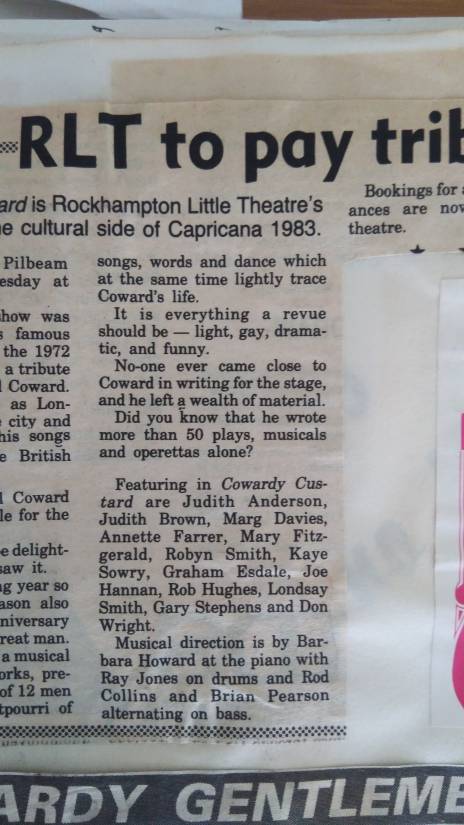 RLT to pay
ard is Rockhampton Little Theatre's
e cultural side of Capricana 1983.
Pilbeam
esday at
show was
s famous
the 1972
a tribute
Coward.
as Lon-
city and
his songs
e British
Coward
le for the
e delight-
saw it.
ng year so
ason also
niversary
reat man.
a musical
orks, pre-
of 12 men
tpourri of
songs, words and dance which
at the same time lightly trace
Coward's life.
It is everything a revue
should be — light, gay, drama-
tic, and funny.
No-one ever came close to
Coward in writing for the stage,
and he left a wealth of material.
Did you know that he wrote
more than 50 plays, musicals
and operettas alone?
Featuring in Cowardy Cus-
tard are Judith Anderson,
Judith Brown, Marg Davies,
Annette Farrer, Mary Fitz-
gerald, Robyn Smith, Kaye
Sowry, Graham Esdale, Joe
Hannan, Rob Hughes, Londsay
Smith, Gary Stephens and Don
Wright.
Musical direction is by Bar-
bara Howard at the piano with
Ray Jones on drums and Rod
Collins and Brian Pearson
alternating on bass.
Bookings for
ances are now
theatre.
ARDY GENTLEME